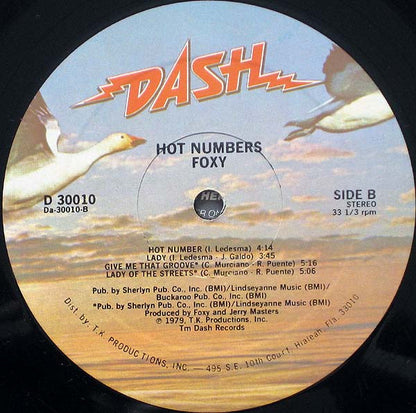 DASH
HOT NUMBERS
FOXY
D 30010
Da-30010-B
SIDE B
STEREO
33 1/3 rpm
HOT NUMBER (I. Ledesma) 4:14
LADY (I. Ledesma - J. Galdo) 3:45
GIVE ME THAT GROOVE* (C. Murciano - R. Puente) 5:16
LADY OF THE STREETS* (C. Murciano - R. Puente) 5:06
Pub. by Sherlyn Pub. Co., Inc. (BMI)/Lindseyanne Music (BMI)/
Buckaroo Pub. Co., Inc. (BMI)
*Pub. by Sherlyn Pub. Co., Inc. (BMI)/Lindseyanne Music (BMI)
Produced by Foxy and Jerry Masters
℗ 1979, T.K. Productions, Inc.
Tm Dash Records
Dist. by: T.K. PRODUCTIONS, INC. — 495 S.E. 10th Court, Hialeah, Fla. 33010